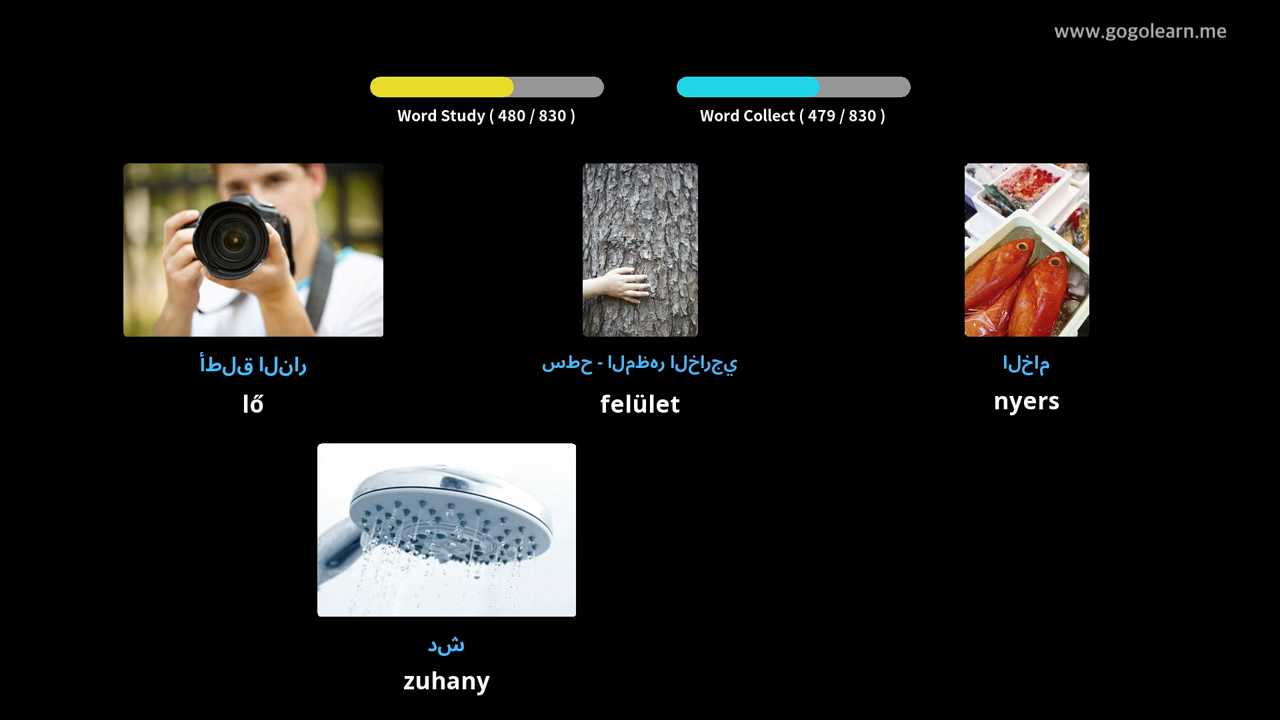 www.gogolearn.me
Word Study ( 480 / 830 )
Word Collect ( 479 / 830 )
أطلق النار
lő
سطح - المظهر الخارجي
felület
الخام
nyers
دش
zuhany